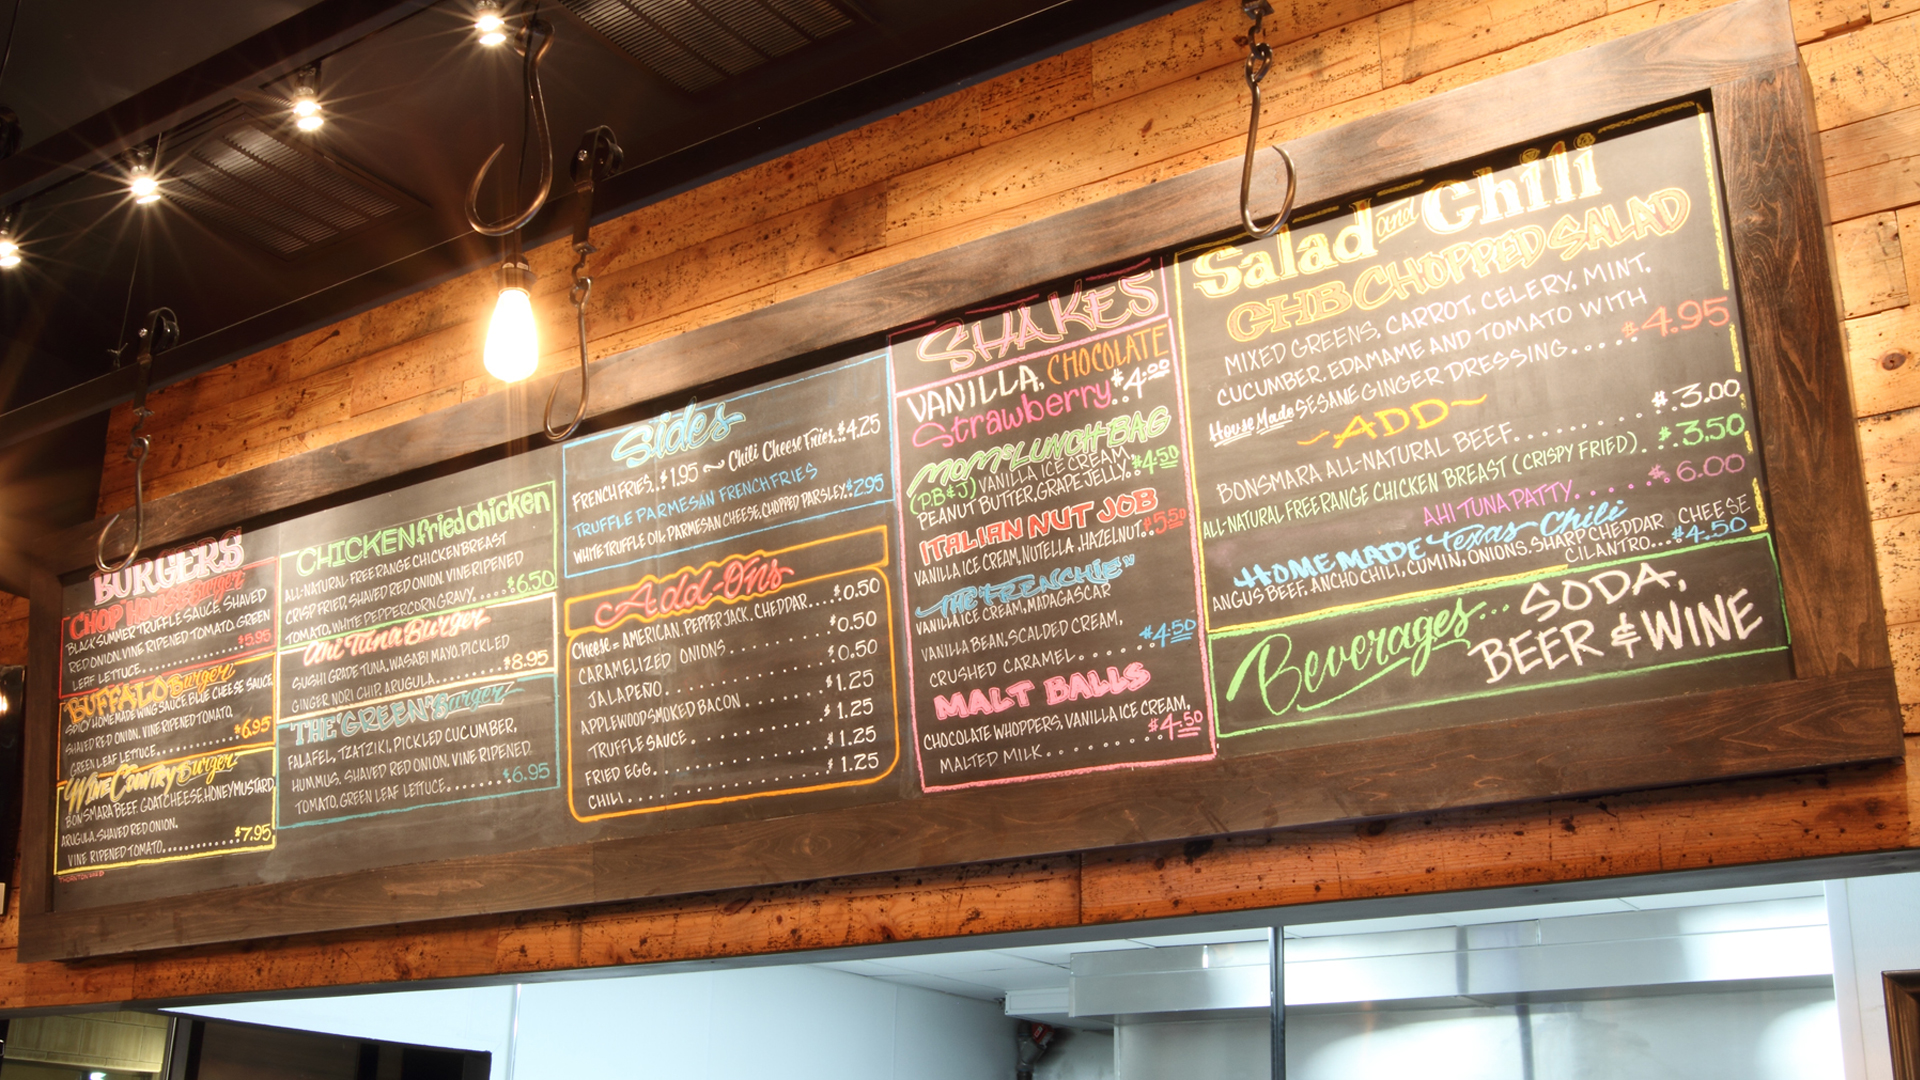 BURGERS
CHOP HOUSE Burger
BLACK SUMMER TRUFFLE SAUCE, SHAVED
RED ONION, VINE RIPENED TOMATO, GREEN
LEAF LETTUCE................$5.95
BUFFALO Burger
SPICY HOMEMADE WING SAUCE, BLUE CHEESE SAUCE,
SHAVED RED ONION, VINE RIPENED TOMATO,
GREEN LEAF LETTUCE................$6.95
WINE COUNTRY Burger
BONSMARA BEEF, GOAT CHEESE, HONEY MUSTARD,
ARUGULA, SHAVED RED ONION,
VINE RIPENED TOMATO................$7.95
CHICKEN fried chicken
ALL-NATURAL FREE RANGE CHICKEN BREAST
CRISP FRIED, SHAVED RED ONION, VINE RIPENED
TOMATO, WHITE PEPPERCORN GRAVY.....$6.50
Ahi Tuna Burger
SUSHI GRADE TUNA, WASABI MAYO, PICKLED
GINGER, NORI CHIP, ARUGULA........$8.95
THE "GREEN" Burger
FALAFEL, TZATZIKI, PICKLED CUCUMBER,
HUMMUS, SHAVED RED ONION, VINE RIPENED
TOMATO, GREEN LEAF LETTUCE........$6.95
Sides
FRENCH FRIES..$1.95 ~ Chili Cheese Fries..$4.25
TRUFFLE PARMESAN FRENCH FRIES
WHITE TRUFFLE OIL, PARMESAN CHEESE, CHOPPED PARSLEY..$2.95
Add-Ons
Cheese = AMERICAN, PEPPER JACK, CHEDDAR....$0.50
CARAMELIZED ONIONS.........$0.50
JALAPEÑO................$0.50
APPLEWOOD SMOKED BACON.........$1.25
TRUFFLE SAUCE..............$1.25
FRIED EGG................$1.25
CHILI..................$1.25
SHAKES
VANILLA, CHOCOLATE
Strawberry..$4.00
MOM'S LUNCH BAG
(P.B & J) VANILLA ICE CREAM,
PEANUT BUTTER, GRAPE JELLY..$4.50
ITALIAN NUT JOB
VANILLA ICE CREAM, NUTELLA, HAZELNUT..$5.50
"THE FRENCHIE"
VANILLA ICE CREAM, MADAGASCAR
VANILLA BEAN, SCALDED CREAM,
CRUSHED CARAMEL........$4.50
MALT BALLS
CHOCOLATE WHOPPERS, VANILLA ICE CREAM,
MALTED MILK..........$4.50
Salad and Chili
GHB CHOPPED SALAD
MIXED GREENS, CARROT, CELERY, MINT,
CUCUMBER, EDAMAME AND TOMATO WITH
House Made SESAME GINGER DRESSING.....$4.95
~ADD~
BONSMARA ALL-NATURAL BEEF..........$3.00
ALL-NATURAL FREE RANGE CHICKEN BREAST (CRISPY FRIED).$3.50
AHI TUNA PATTY......$6.00
HOMEMADE Texas Chili
ANGUS BEEF, ANCHO CHILI, CUMIN, ONIONS, SHARP CHEDDAR CHEESE
CILANTRO...$4.50
Beverages... SODA,
BEER & WINE